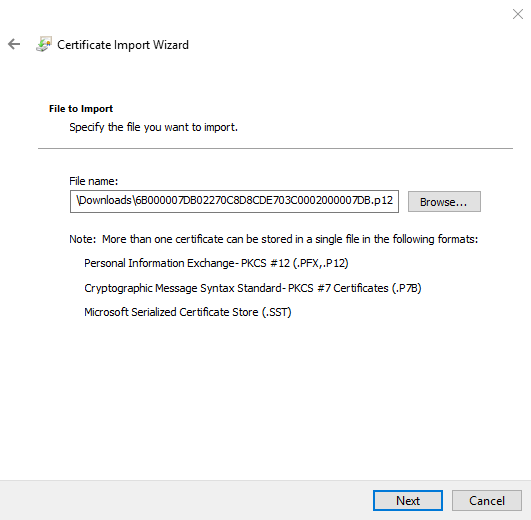 Certificate Import Wizard
File to Import
Specify the file you want to import.
File name:
\Downloads\6B000007DB02270C8D8CDE703C0002000007DB.p12
Browse...
Note: More than one certificate can be stored in a single file in the following formats:
Personal Information Exchange- PKCS #12 (.PFX,.P12)
Cryptographic Message Syntax Standard- PKCS #7 Certificates (.P7B)
Microsoft Serialized Certificate Store (.SST)
Next
Cancel